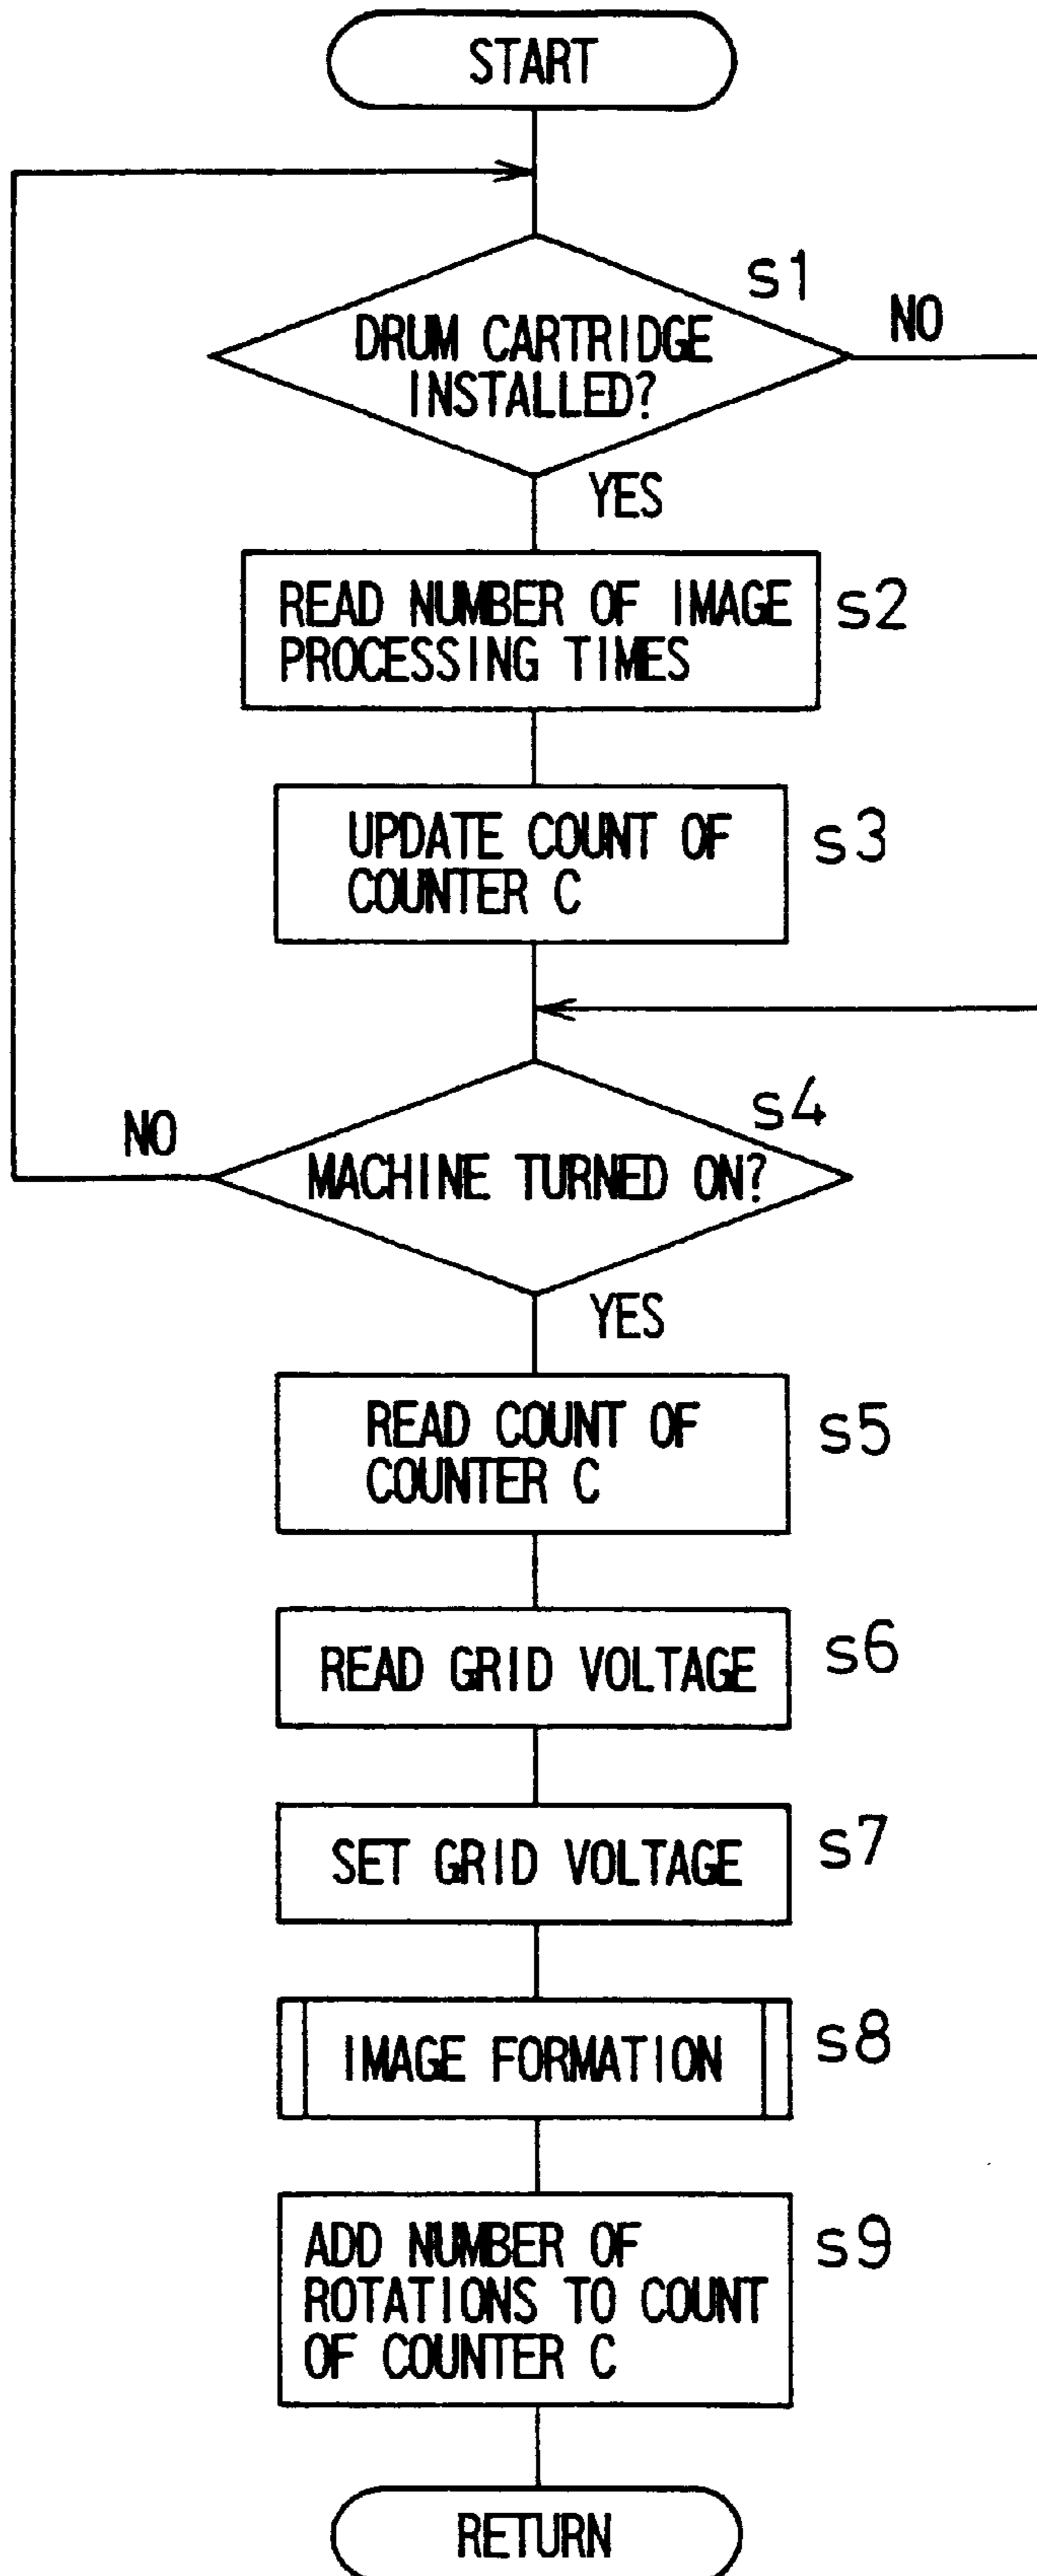 START
s1
NO
DRUM CARTRIDGE
INSTALLED?
YES
READ NUMBER OF IMAGE
PROCESSING TIMES
s2
UPDATE COUNT OF
COUNTER C
s3
s4
NO
MACHINE TURNED ON?
YES
READ COUNT OF
COUNTER C
s5
READ GRID VOLTAGE
s6
SET GRID VOLTAGE
s7
IMAGE FORMATION
s8
ADD NUMBER OF
ROTATIONS TO COUNT
OF COUNTER C
s9
RETURN